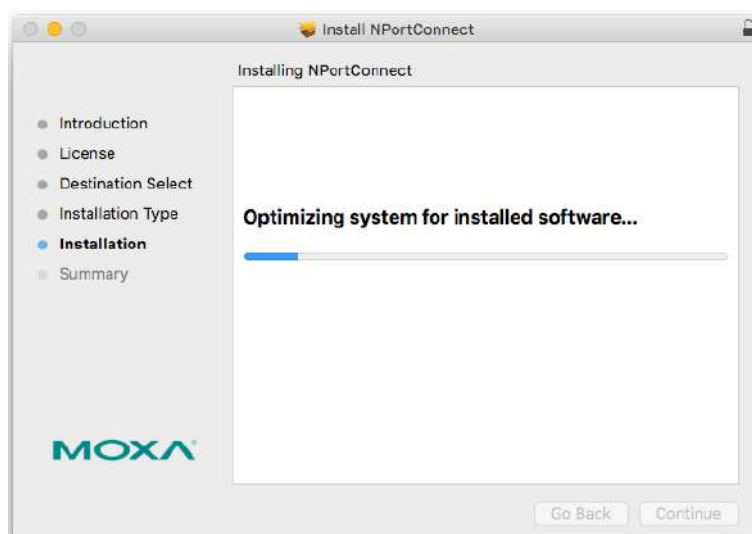 Install NPortConnect
Installing NPortConnect
Introduction
License
Destination Select
Installation Type
Installation
Summary
Optimizing system for installed software...
MOXA®
Go Back
Continue